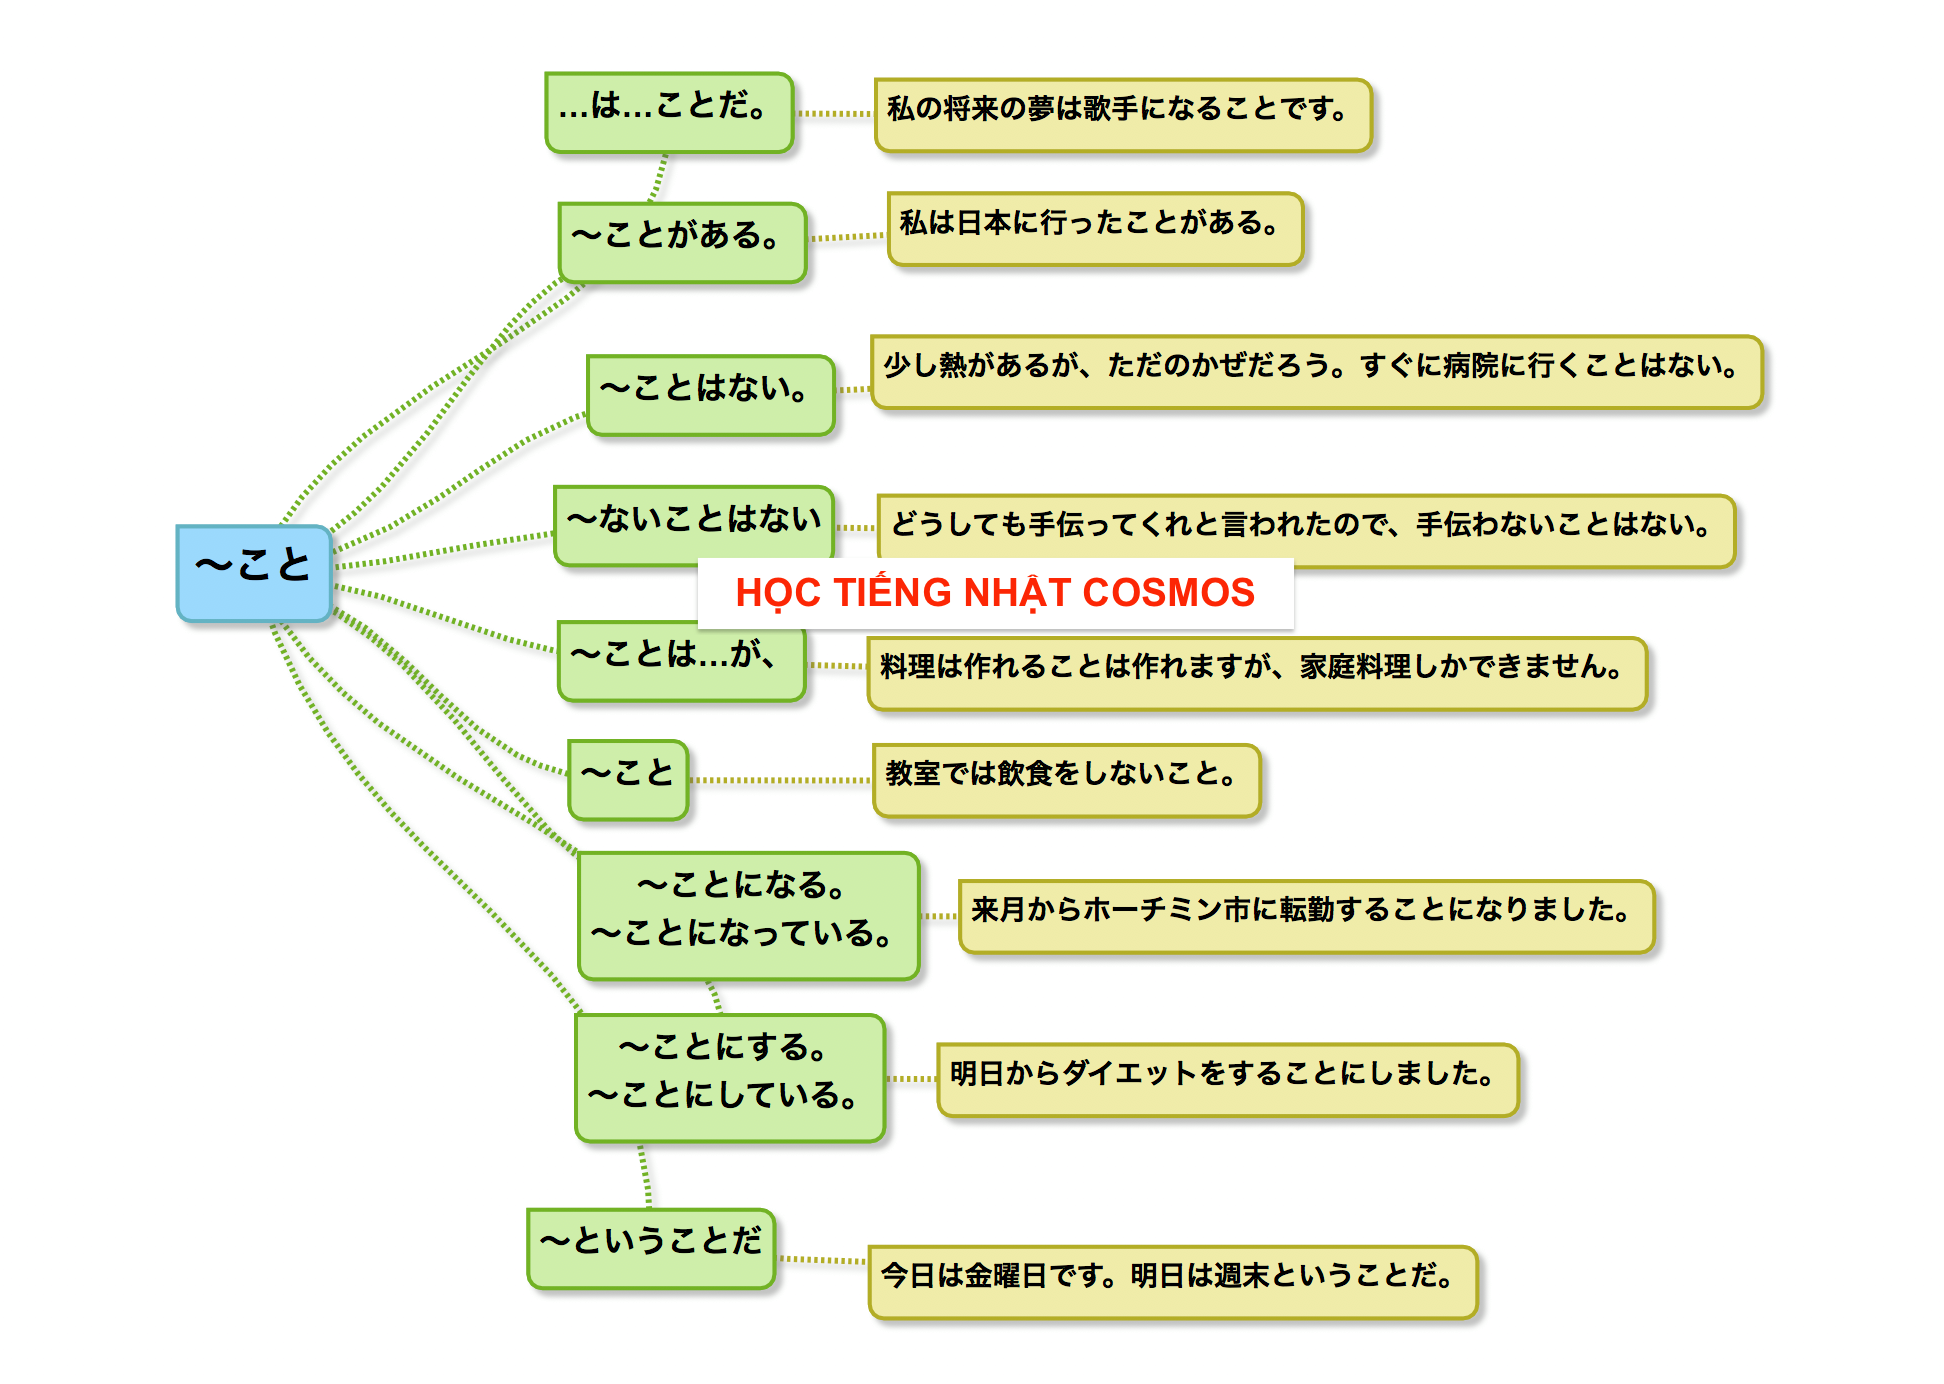 …は…ことだ。
私の将来の夢は歌手になることです。
～ことがある。
私は日本に行ったことがある。
～ことはない。
少し熱があるが、ただのかぜだろう。すぐに病院に行くことはない。
～ないことはない
どうしても手伝ってくれと言われたので、手伝わないことはない。
～こと
HỌC TIẾNG NHẬT COSMOS
～ことは…が、
料理は作れることは作れますが、家庭料理しかできません。
～こと
教室では飲食をしないこと。
～ことになる。
～ことになっている。
来月からホーチミン市に転勤することになりました。
～ことにする。
～ことにしている。
明日からダイエットをすることにしました。
～ということだ
今日は金曜日です。明日は週末ということだ。